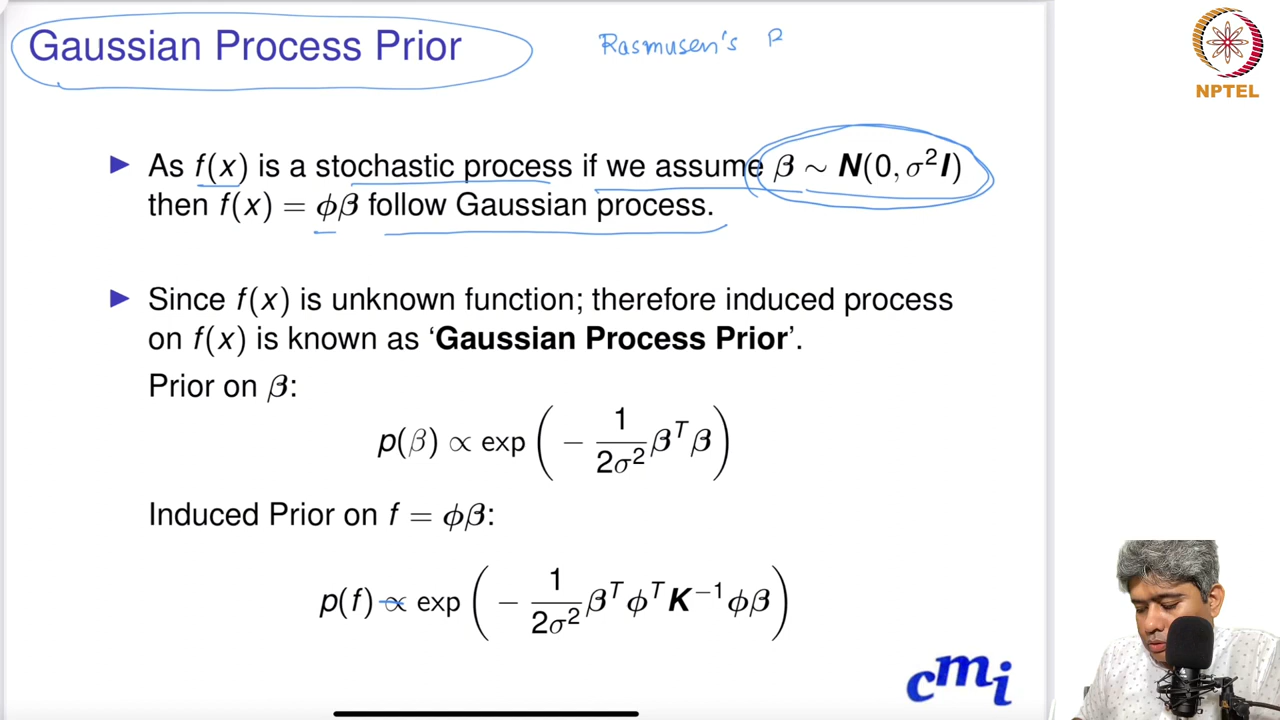 Gaussian Process Prior
Rasmusen's
NPTEL
▶ As f(x) is a stochastic process if we assume β ∼ N(0, σ²I)
then f(x) = ϕβ follow Gaussian process.
▶ Since f(x) is unknown function; therefore induced process
on f(x) is known as ‘Gaussian Process Prior’.
Prior on β:
p(β) ∝ exp( − 1/2σ² βᵀβ )
Induced Prior on f = ϕβ:
p(f) ∝ exp( − 1/2σ² βᵀϕᵀK⁻¹ϕβ )
cmi